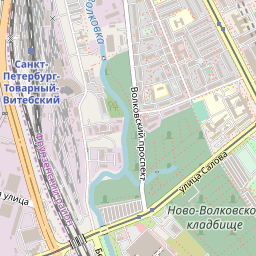 Волковка
Санкт-
Петербург-
Товарный-
Витебский
Волковский проспект
улица Салова
Ново-Волковско
кладбище
улица